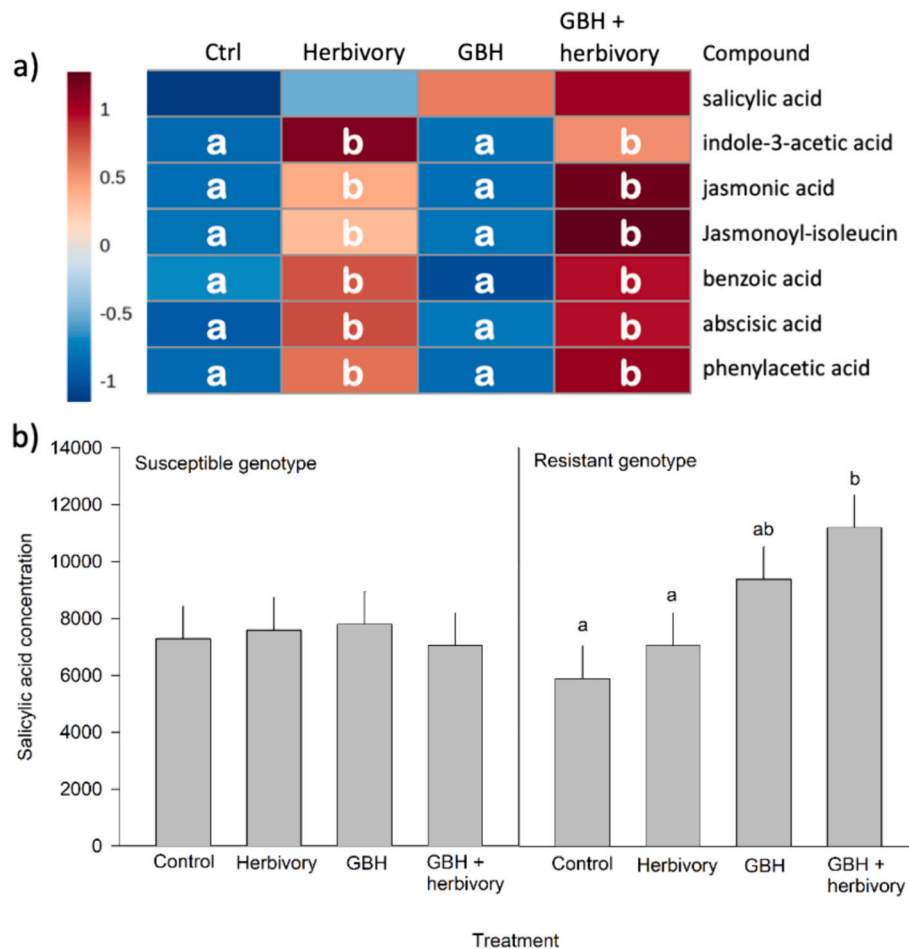 a)
Ctrl Herbivory GBH GBH + herbivory Compound
1
0.5
0
-0.5
-1
salicylic acid
a b a b indole-3-acetic acid
a b a b jasmonic acid
a b a b Jasmonoyl-isoleucin
a b a b benzoic acid
a b a b abscisic acid
a b a b phenylacetic acid
b)
Salicylic acid concentration
14000
12000
10000
8000
6000
4000
2000
0
Susceptible genotype
Resistant genotype
a a ab b
Control Herbivory GBH GBH + herbivory
Control Herbivory GBH GBH + herbivory
Treatment